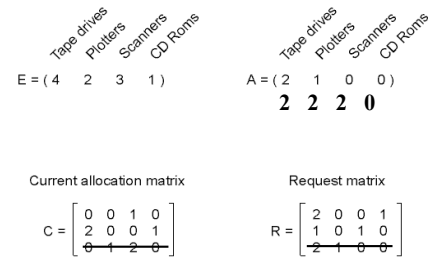 Tape drives Plotters Scanners CD Roms
E = ( 4 2 3 1 )
Tape drives Plotters Scanners CD Roms
A = ( 2 1 0 0 )
2 2 2 0
Current allocation matrix
C =
0 0 1 0
2 0 0 1
0 1 2 0
Request matrix
R =
2 0 0 1
1 0 1 0
2 1 0 0